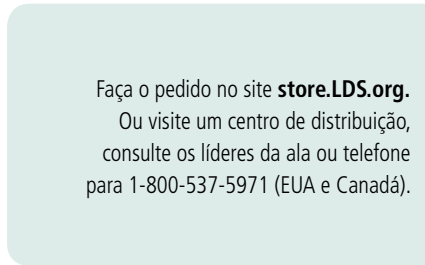 Faça o pedido no site store.LDS.org.
Ou visite um centro de distribuição,
consulte os líderes da ala ou telefone
para 1-800-537-5971 (EUA e Canadá).